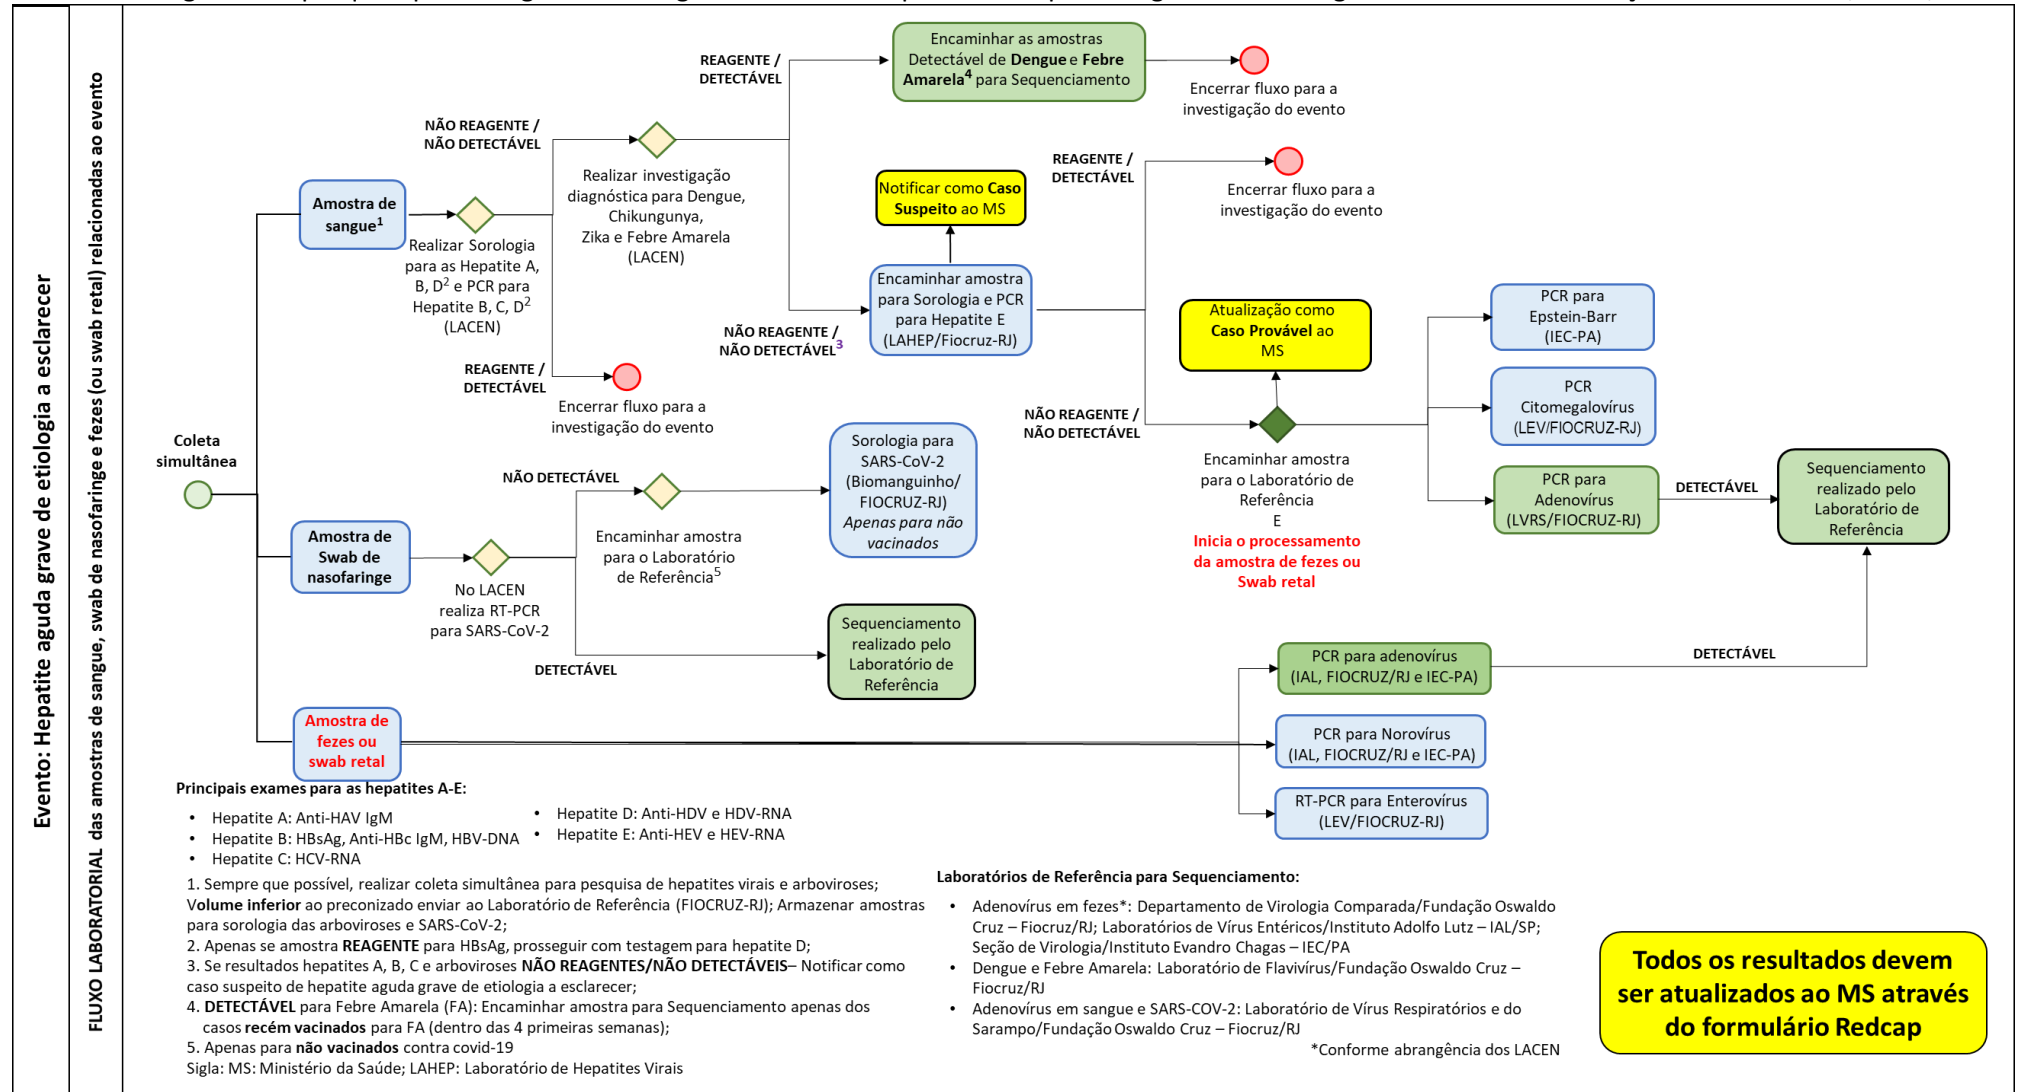 Evento: Hepatite aguda grave de etiologia a esclarecer
FLUXO LABORATORIAL das amostras de sangue, swab de nasofaringe e fezes (ou swab retal) relacionadas ao evento
Coleta
simultânea
Amostra de
sangue1
Realizar Sorologia
para as Hepatite A,
B, D2 e PCR para
Hepatite B, C, D2
(LACEN)
NÃO REAGENTE /
NÃO DETECTÁVEL
REAGENTE /
DETECTÁVEL
Encerrar fluxo para a
investigação do evento
Realizar investigação
diagnóstica para Dengue,
Chikungunya,
Zika e Febre Amarela
(LACEN)
REAGENTE /
DETECTÁVEL
Encaminhar as amostras
Detectável de Dengue e Febre
Amarela4 para Sequenciamento
Encerrar fluxo para a
investigação do evento
NÃO REAGENTE /
NÃO DETECTÁVEL3
Notificar como Caso
Suspeito ao MS
Encaminhar amostra
para Sorologia e PCR
para Hepatite E
(LAHEP/Fiocruz-RJ)
REAGENTE /
DETECTÁVEL
Encerrar fluxo para a
investigação do evento
NÃO REAGENTE /
NÃO DETECTÁVEL
Atualização como
Caso Provável ao
MS
Encaminhar amostra
para o Laboratório de
Referência
E
Inicia o processamento
da amostra de fezes ou
Swab retal
PCR para
Epstein-Barr
(IEC-PA)
PCR
Citomegalovírus
(LEV/FIOCRUZ-RJ)
PCR para
Adenovírus
(LVRS/FIOCRUZ-RJ)
DETECTÁVEL
Sequenciamento
realizado pelo
Laboratório de
Referência
Amostra de
Swab de
nasofaringe
No LACEN
realiza RT-PCR
para SARS-CoV-2
NÃO DETECTÁVEL
Encaminhar amostra
para o Laboratório
de Referência5
Sorologia para
SARS-CoV-2
(Biomanguinho/
FIOCRUZ-RJ)
Apenas para não
vacinados
DETECTÁVEL
Sequenciamento
realizado pelo
Laboratório de
Referência
Amostra de
fezes ou
swab retal
PCR para adenovírus
(IAL, FIOCRUZ/RJ e IEC-PA)
DETECTÁVEL
PCR para Norovírus
(IAL, FIOCRUZ/RJ e IEC-PA)
RT-PCR para Enterovírus
(LEV/FIOCRUZ-RJ)
Principais exames para as hepatites A-E:
• Hepatite A: Anti-HAV IgM
• Hepatite B: HBsAg, Anti-HBc IgM, HBV-DNA
• Hepatite C: HCV-RNA
• Hepatite D: Anti-HDV e HDV-RNA
• Hepatite E: Anti-HEV e HEV-RNA
1. Sempre que possível, realizar coleta simultânea para pesquisa de hepatites virais e arboviroses;
Volume inferior ao preconizado enviar ao Laboratório de Referência (FIOCRUZ-RJ); Armazenar amostras
para sorologia das arboviroses e SARS-CoV-2;
2. Apenas se amostra REAGENTE para HBsAg, prosseguir com testagem para hepatite D;
3. Se resultados hepatites A, B, C e arboviroses NÃO REAGENTES/NÃO DETECTÁVEIS– Notificar como
caso suspeito de hepatite aguda grave de etiologia a esclarecer;
4. DETECTÁVEL para Febre Amarela (FA): Encaminhar amostra para Sequenciamento apenas dos
casos recém vacinados para FA (dentro das 4 primeiras semanas);
5. Apenas para não vacinados contra covid-19
Sigla: MS: Ministério da Saúde; LAHEP: Laboratório de Hepatites Virais
Laboratórios de Referência para Sequenciamento:
• Adenovírus em fezes*: Departamento de Virologia Comparada/Fundação Oswaldo
Cruz – Fiocruz/RJ; Laboratórios de Vírus Entéricos/Instituto Adolfo Lutz – IAL/SP;
Seção de Virologia/Instituto Evandro Chagas – IEC/PA
• Dengue e Febre Amarela: Laboratório de Flavivírus/Fundação Oswaldo Cruz –
Fiocruz/RJ
• Adenovírus em sangue e SARS-COV-2: Laboratório de Vírus Respiratórios e do
Sarampo/Fundação Oswaldo Cruz – Fiocruz/RJ
*Conforme abrangência dos LACEN
Todos os resultados devem
ser atualizados ao MS através
do formulário Redcap